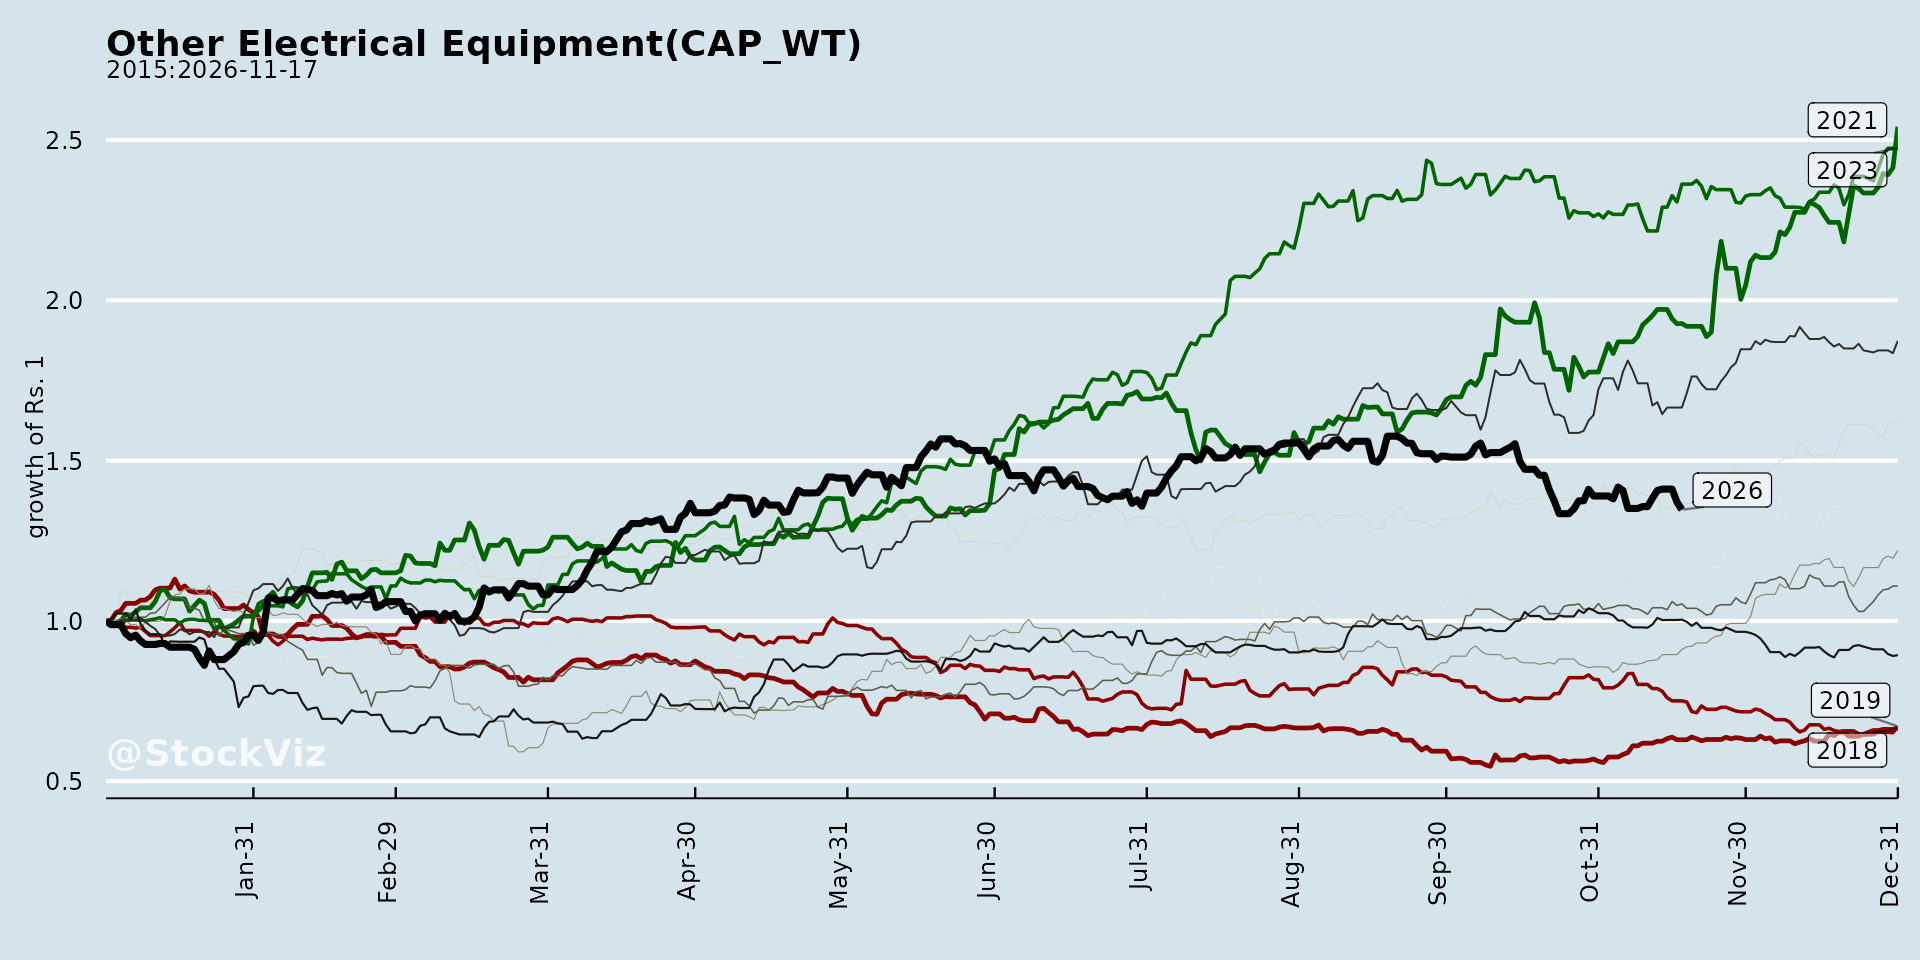 Other Electrical Equipment(CAP_WT)
2015:2026-11-17
growth of Rs. 1
2.5
2.0
1.5
1.0
0.5
2021
2023
2026
2019
2018
@StockViz
Jan-31
Feb-29
Mar-31
Apr-30
May-31
Jun-30
Jul-31
Aug-31
Sep-30
Oct-31
Nov-30
Dec-31